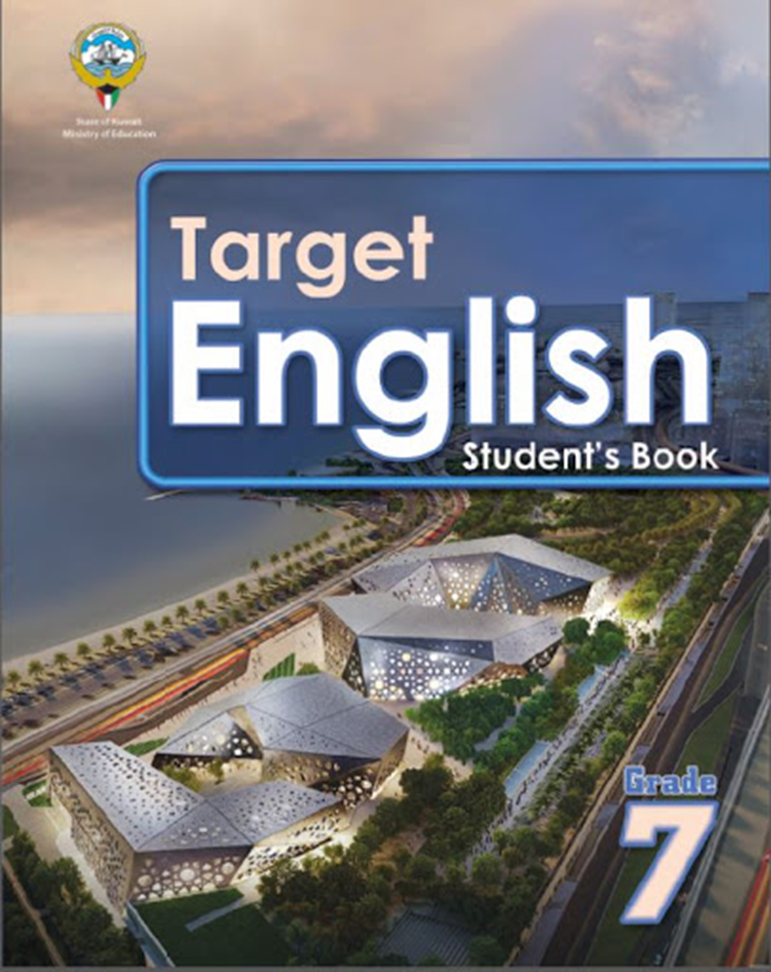 State of Kuwait
Ministry of Education
Target
English
Student's Book
Grade
7